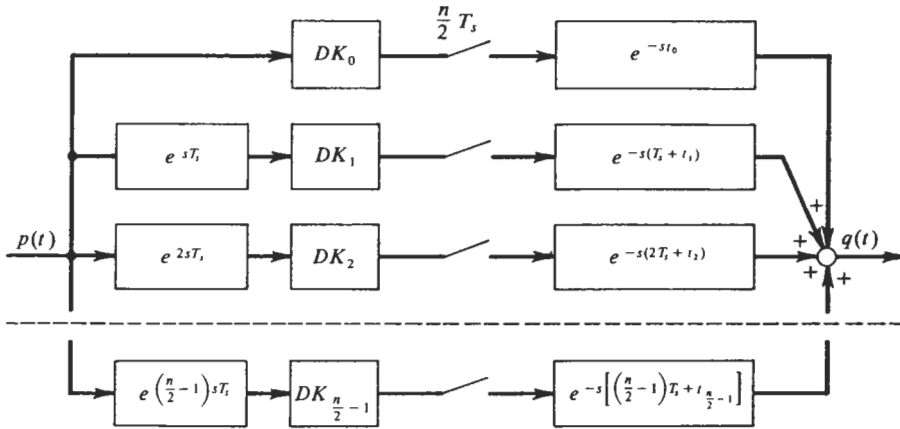 n/2 T_s
DK_0
e^{-st_0}
e^{sT_s}
DK_1
e^{-s(T_s + t_1)}
+
p(t)
e^{2sT_s}
DK_2
e^{-s(2T_s + t_2)}
+
q(t)
+ +
e^{(n/2 - 1)sT_s}
DK_{n/2 - 1}
e^{-s[(n/2 - 1)T_s + t_{n/2 - 1}]}